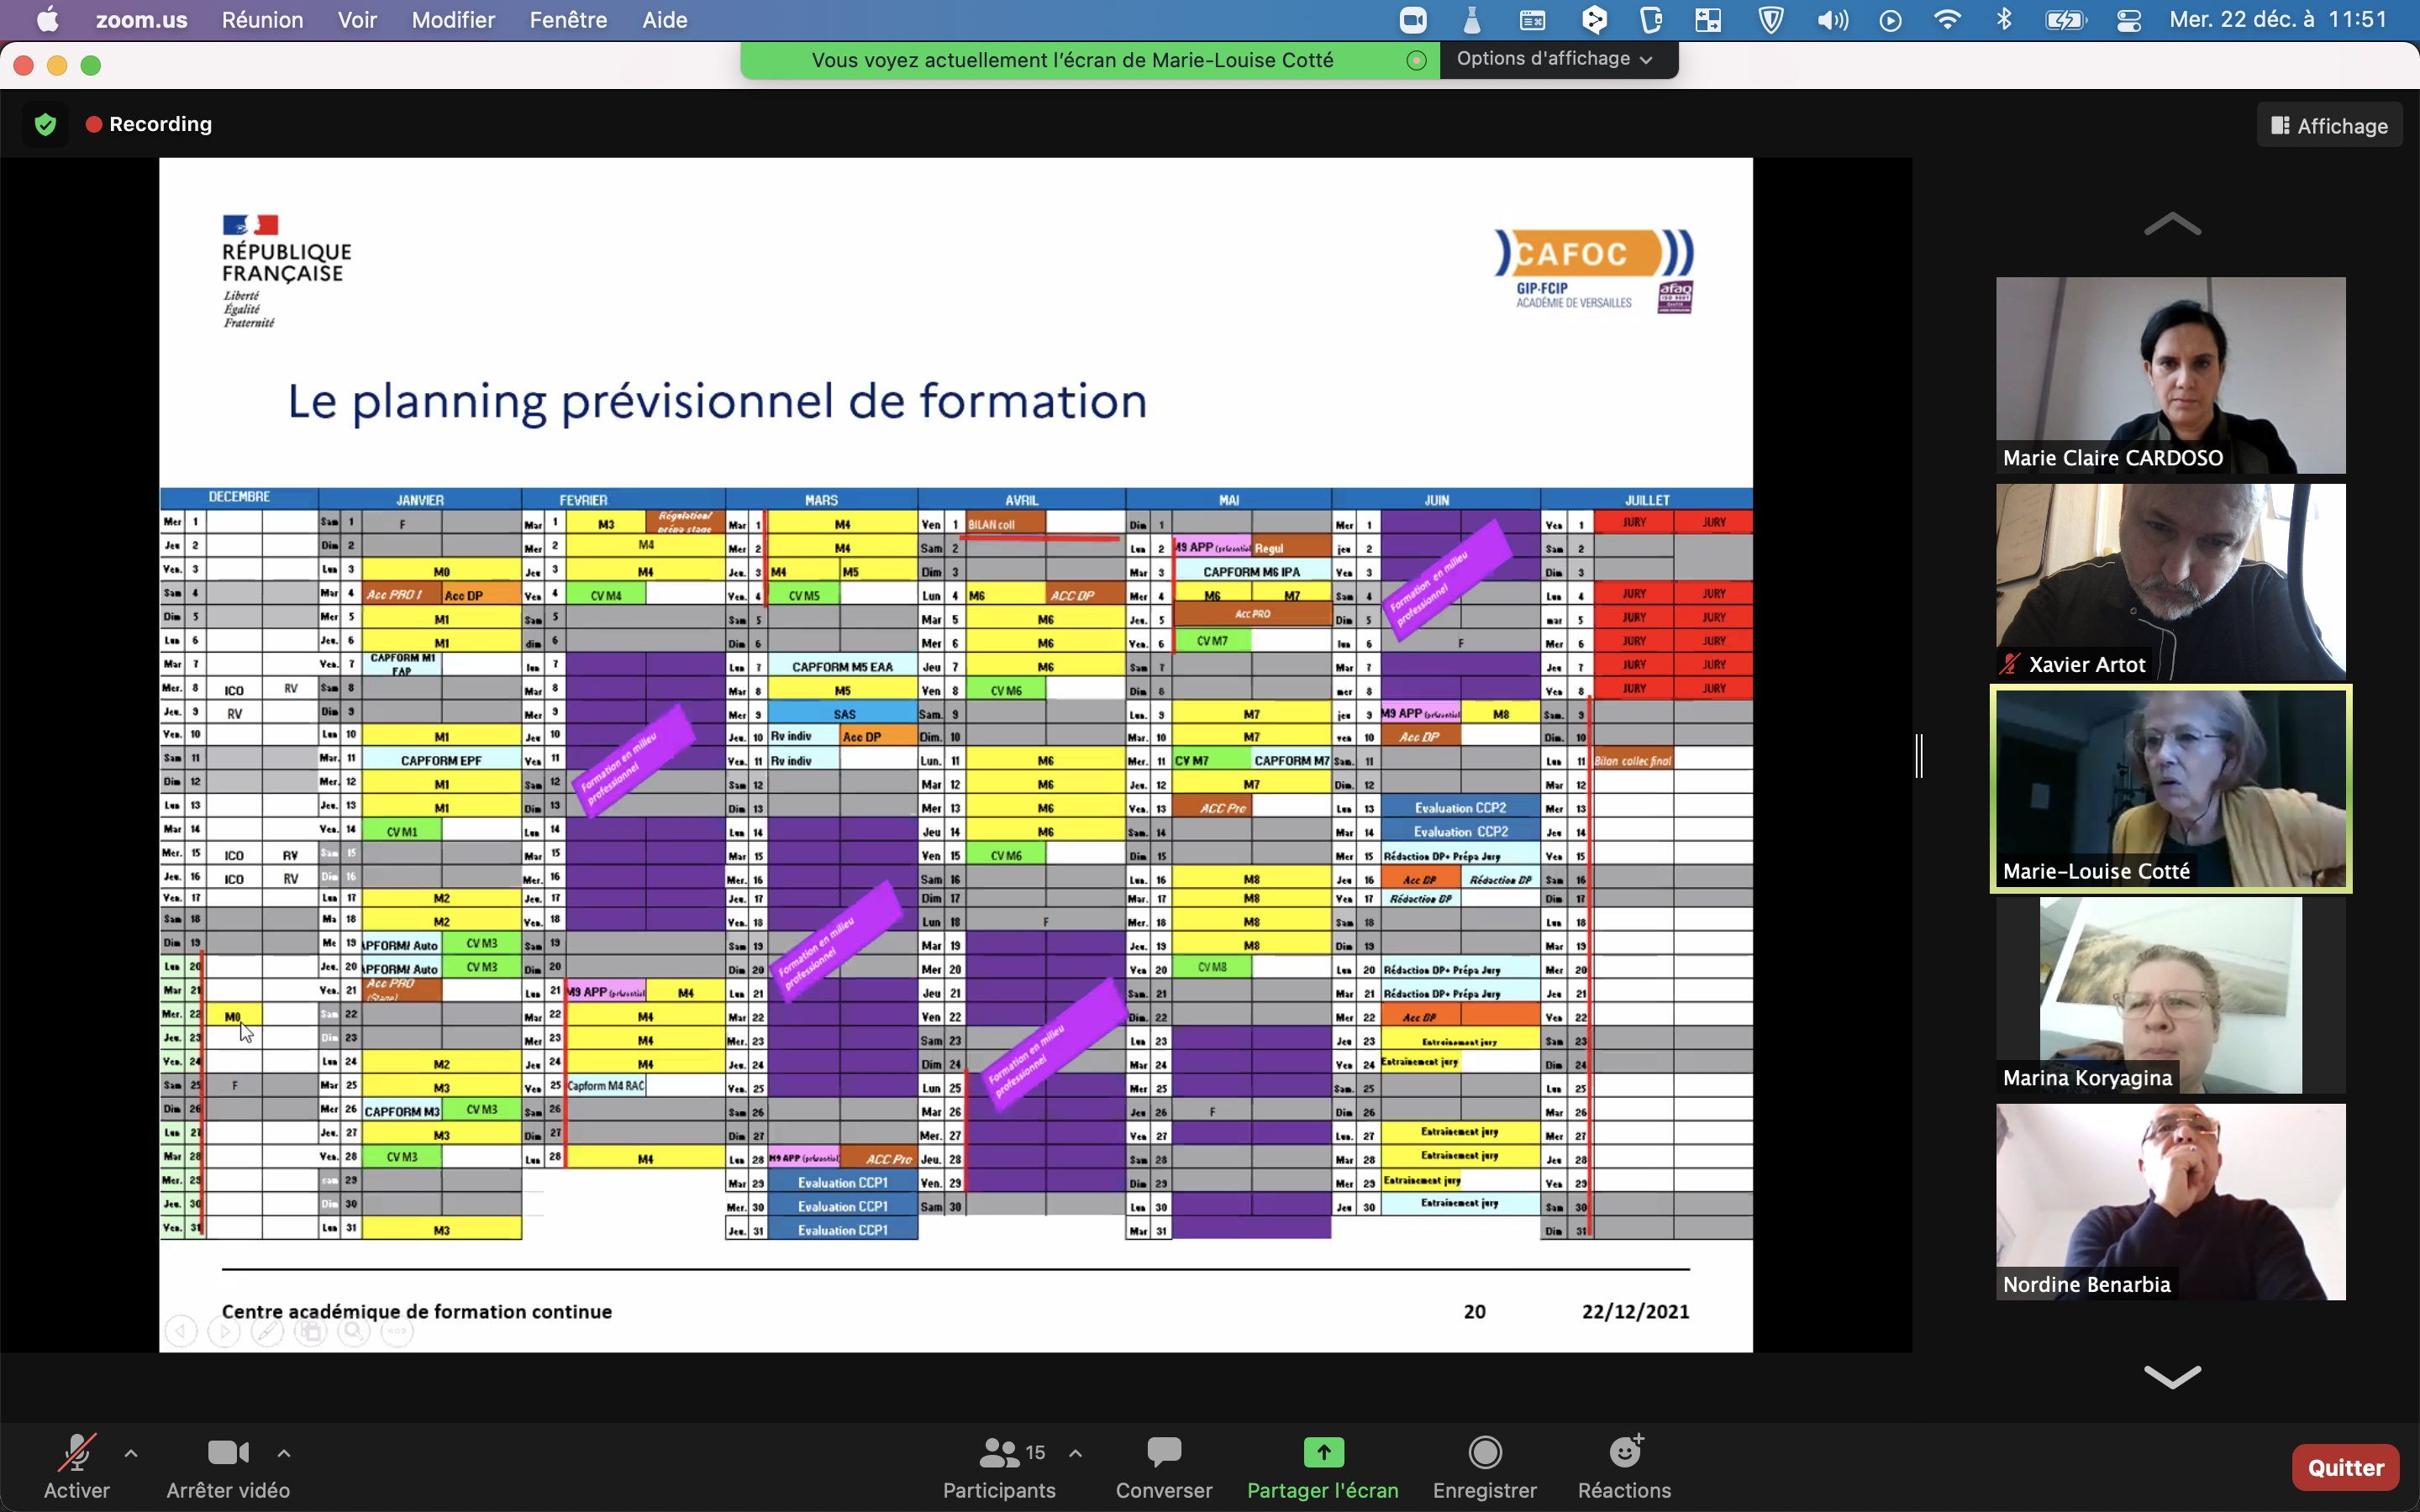 zoom.us Réunion Voir Modifier Fenêtre Aide Mer. 22 déc. à 11:51
Vous voyez actuellement l'écran de Marie-Louise Cotté Options d'affichage
Recording Affichage
RÉPUBLIQUE
FRANÇAISE
Liberté
Égalité
Fraternité
CAFOC
GIP-FCIP
ACADÉMIE DE VERSAILLES
afaq
Le planning prévisionnel de formation
DECEMBRE JANVIER FEVRIER MARS AVRIL MAI JUIN JUILLET
Mer 1 Sam 1 F Mar 1 M3 Régulation/ prépa stage Mar 1 M4 Ven 1 BILAN coll Dim 1 Mer 1 Ven 1 JURY JURY
Jeu 2 Dim 2 Mer 2 M4 Mer 2 M4 Sam 2 Lun 2 M9 APP (présentiel) Regul jeu 2 Sam 2
Ven. 3 Lun 3 M0 Jeu 3 M4 Jeu. 3 M4 M5 Dim 3 Mar 3 CAPFORM M6 IPA Ven 3 Dim 3
Sam 4 Mar 4 Acc PRO 1 Acc DP Ven 4 CV M4 Ven. 4 CV M5 Lun 4 M6 ACC DP Mer 4 M6 M7 Sam 4 Lun 4 JURY JURY
Dim 5 Mer 5 M1 Sam 5 Sam 5 Mar 5 M6 Jeu. 5 Acc PRO Dim 5 mar 5 JURY JURY
Lun 6 Jeu. 6 M1 dim 6 Dim 6 Mer 6 M6 Ven. 6 CV M7 lun 6 F Mer 6 JURY JURY
Mar 7 Ven. 7 CAPFORM M1 EAP lun 7 Lun 7 CAPFORM M5 EAA Jeu 7 M6 Sam 7 Mar 7 Jeu 7 JURY JURY
Mer. 8 ICO RV Sam 8 Mar 8 Mar 8 M5 Ven 8 CV M6 Dim 8 mer 8 Ven 8 JURY JURY
Jeu. 9 RV Dim 9 Mer 9 Mer 9 SAS Sam. 9 Lun. 9 M7 jeu 9 M9 APP (présentiel) M8 Sam. 9
Ven. 10 Lun 10 M1 Jeu 10 Jeu. 10 Rv indiv Acc DP Dim. 10 Mar. 10 M7 ven 10 Acc DP Dim. 10
Sam 11 Mar. 11 CAPFORM EPF Ven 11 Ven. 11 Rv indiv Lun. 11 M6 Mer. 11 CV M7 CAPFORM M7 Sam. 11 Lun 11 Bilan collec final
Dim 12 Mer. 12 M1 Sam 12 Sam 12 Mar 12 M6 Jeu. 12 M7 Dim. 12 Mar 12
Lun 13 Jeu. 13 M1 Dim 13 Dim 13 Mer 13 M6 Ven. 13 ACC Pro Lun 13 Evaluation CCP2 Mer 13
Mar 14 Ven. 14 CV M1 Lun 14 Lun 14 Jeu 14 M6 Sam. 14 Mar 14 Evaluation CCP2 Jeu 14
Mer. 15 ICO RV Sam 15 Mar 15 Mar 15 Ven 15 CV M6 Dim 15 Mer 15 Rédaction DP+ Prépa Jury Ven 15
Jeu. 16 ICO RV Dim 16 Mer. 16 Mer. 16 Sam 16 Lun. 16 M8 Jeu 16 Acc DP Rédaction DP Sam 16
Ven. 17 Lun 17 M2 Jeu. 17 Jeu. 17 Dim 17 Mar. 17 M8 Ven 17 Rédaction DP Dim 17
Sam 18 Ma 18 M2 Ven. 18 Ven. 18 Lun 18 F Mer. 18 M8 Sam 18 Lun 18
Dim 19 Me 19 APFORM/ Auto CV M3 Sam 19 Sam 19 Mar 19 Jeu. 19 M8 Dim 19 Mar 19
Lun 20 Jeu. 20 APFORM/ Auto CV M3 Dim 20 Dim 20 Mer 20 Ven 20 CV M8 Lun 20 Rédaction DP+ Prépa Jury Mer 20
Mar 21 Ven. 21 Acc PRO (Stage) Lun 21 M9 APP (présentiel) M4 Lun 21 Jeu 21 Sam. 21 Mar 21 Rédaction DP+ Prépa Jury Jeu 21
Mer. 22 M0 Sam 22 Mar 22 M4 Mar 22 Ven 22 Dim. 22 Mer 22 Acc DP Ven 22
Jeu. 23 Dim 23 Mer 23 M4 Mer. 23 Sam 23 Lun 23 Jeu 23 Entrainement jury Sam 23
Ven. 24 Lun 24 M2 Jeu 24 M4 Jeu. 24 Dim 24 Mar 24 Ven 24 Entrainement jury Dim 24
Sam 25 F Mar 25 M3 Ven 25 Capform M4 RAC Ven. 25 Lun 25 Mer 25 Sam. 25 Lun 25
Dim 26 Mer 26 CAPFORM M3 CV M3 Sam 26 Sam 26 Mar 26 Jeu 26 F Dim 26 Mar 26
Lun 27 Jeu. 27 M3 Dim 27 Dim 27 Mer. 27 Ven 27 Lun. 27 Entrainement jury Mer 27
Mar 28 Ven. 28 CV M3 Lun 28 M4 Lun 28 M9 APP (présentiel) ACC Pro Jeu. 28 Sam 28 Mar 28 Entrainement jury Jeu 28
Mer. 29 sam 29 Mar 29 Evaluation CCP1 Ven. 29 Dim 29 Mer 29 Entrainement jury Ven 29
Jeu. 30 Dim 30 Mer. 30 Evaluation CCP1 Sam 30 Lun 30 Jeu 30 Entrainement jury Sam 30
Ven. 31 Lun 31 M3 Jeu. 31 Evaluation CCP1 Mar 31 Dim 31
Formation en milieu professionnel
Formation en milieu professionnel
Formation en milieu professionnel
Formation en milieu professionnel
Centre académique de formation continue 20 22/12/2021
Marie Claire CARDOSO
Xavier Artot
Marie-Louise Cotté
Marina Koryagina
Nordine Benarbia
Activer Arrêter vidéo Participants 15 Converser Partager l'écran Enregistrer Réactions Quitter